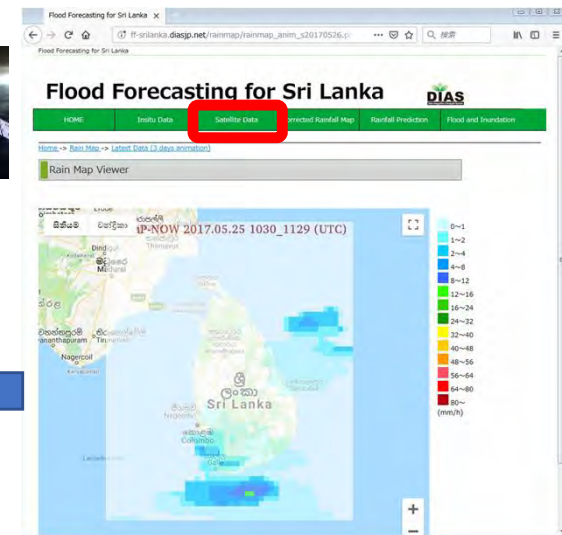 Flood Forecasting for Sri Lanka
ff-srilanka.diasjp.net/rainmap/rainmap_anim_s20170526.p
検索
Flood Forecasting for Sri Lanka
Flood Forecasting for Sri Lanka
DIAS
HOME
Insitu Data
Satellite Data
Corrected Rainfall Map
Rainfall Prediction
Flood and Inundation
Home -> Rain Map -> Latest Data (3 days animation)
Rain Map Viewer
සිතියම
චන්ද්‍රිකා
aP-NOW 2017.05.25 1030_1129 (UTC)
Nagercoil
ශ්‍රී
ලංකා
Sri Lanka
කොළඹ
Colombo
0~1
1~2
2~4
4~8
8~12
12~16
16~24
24~32
32~40
40~48
48~56
56~64
64~80
80~
(mm/h)
+
−